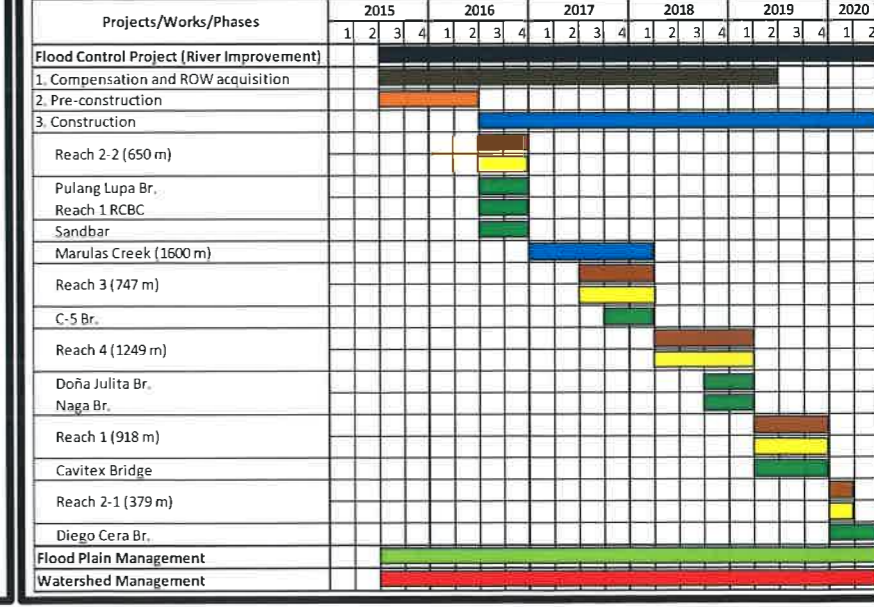 Projects/Works/Phases 2015 2016 2017 2018 2019 2020
1 2 3 4 1 2 3 4 1 2 3 4 1 2 3 4 1 2 3 4 1 2
Flood Control Project (River Improvement)
1. Compensation and ROW acquisition
2. Pre-construction
3. Construction
Reach 2-2 (650 m)
Pulang Lupa Br.
Reach 1 RCBC
Sandbar
Marulas Creek (1600 m)
Reach 3 (747 m)
C-5 Br.
Reach 4 (1249 m)
Doña Julita Br.
Naga Br.
Reach 1 (918 m)
Cavitex Bridge
Reach 2-1 (379 m)
Diego Cera Br.
Flood Plain Management
Watershed Management